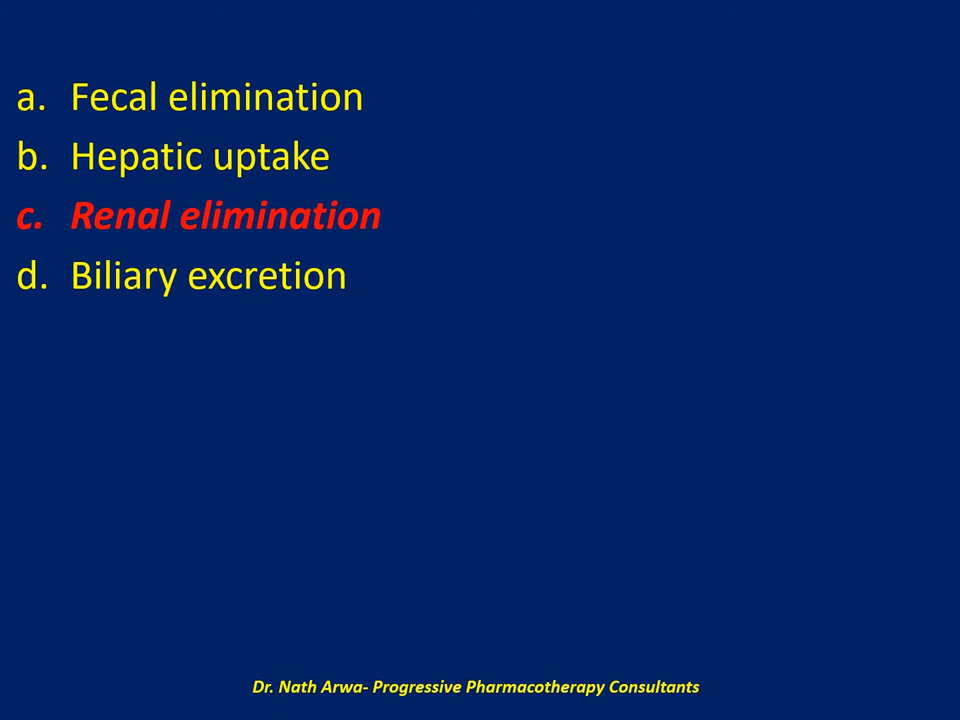 a. Fecal elimination
b. Hepatic uptake
c. Renal elimination
d. Biliary excretion
Dr. Nath Arwa- Progressive Pharmacotherapy Consultants